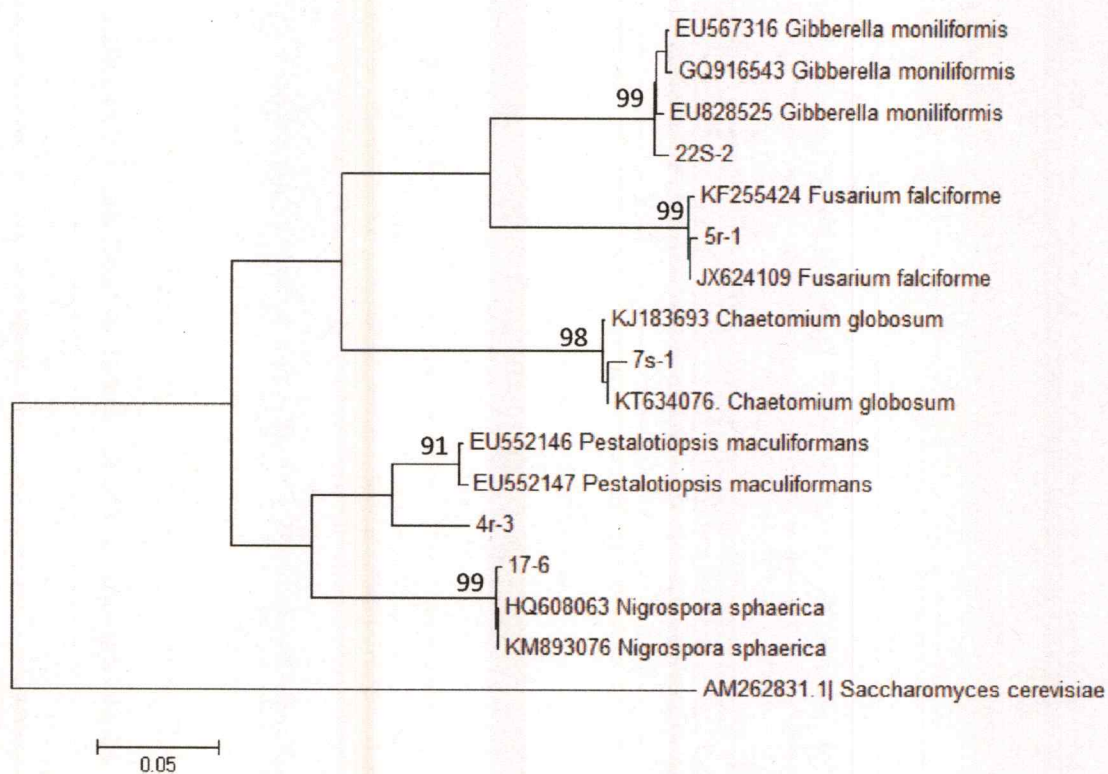 EU567316 Gibberella moniliformis
GQ916543 Gibberella moniliformis
99
EU828525 Gibberella moniliformis
22S-2
KF255424 Fusarium falciforme
99
5r-1
JX624109 Fusarium falciforme
KJ183693 Chaetomium globosum
98
7s-1
KT634076. Chaetomium globosum
91
EU552146 Pestalotiopsis maculiformans
EU552147 Pestalotiopsis maculiformans
4r-3
17-6
99
HQ608063 Nigrospora sphaerica
KM893076 Nigrospora sphaerica
AM262831.1| Saccharomyces cerevisiae
0.05